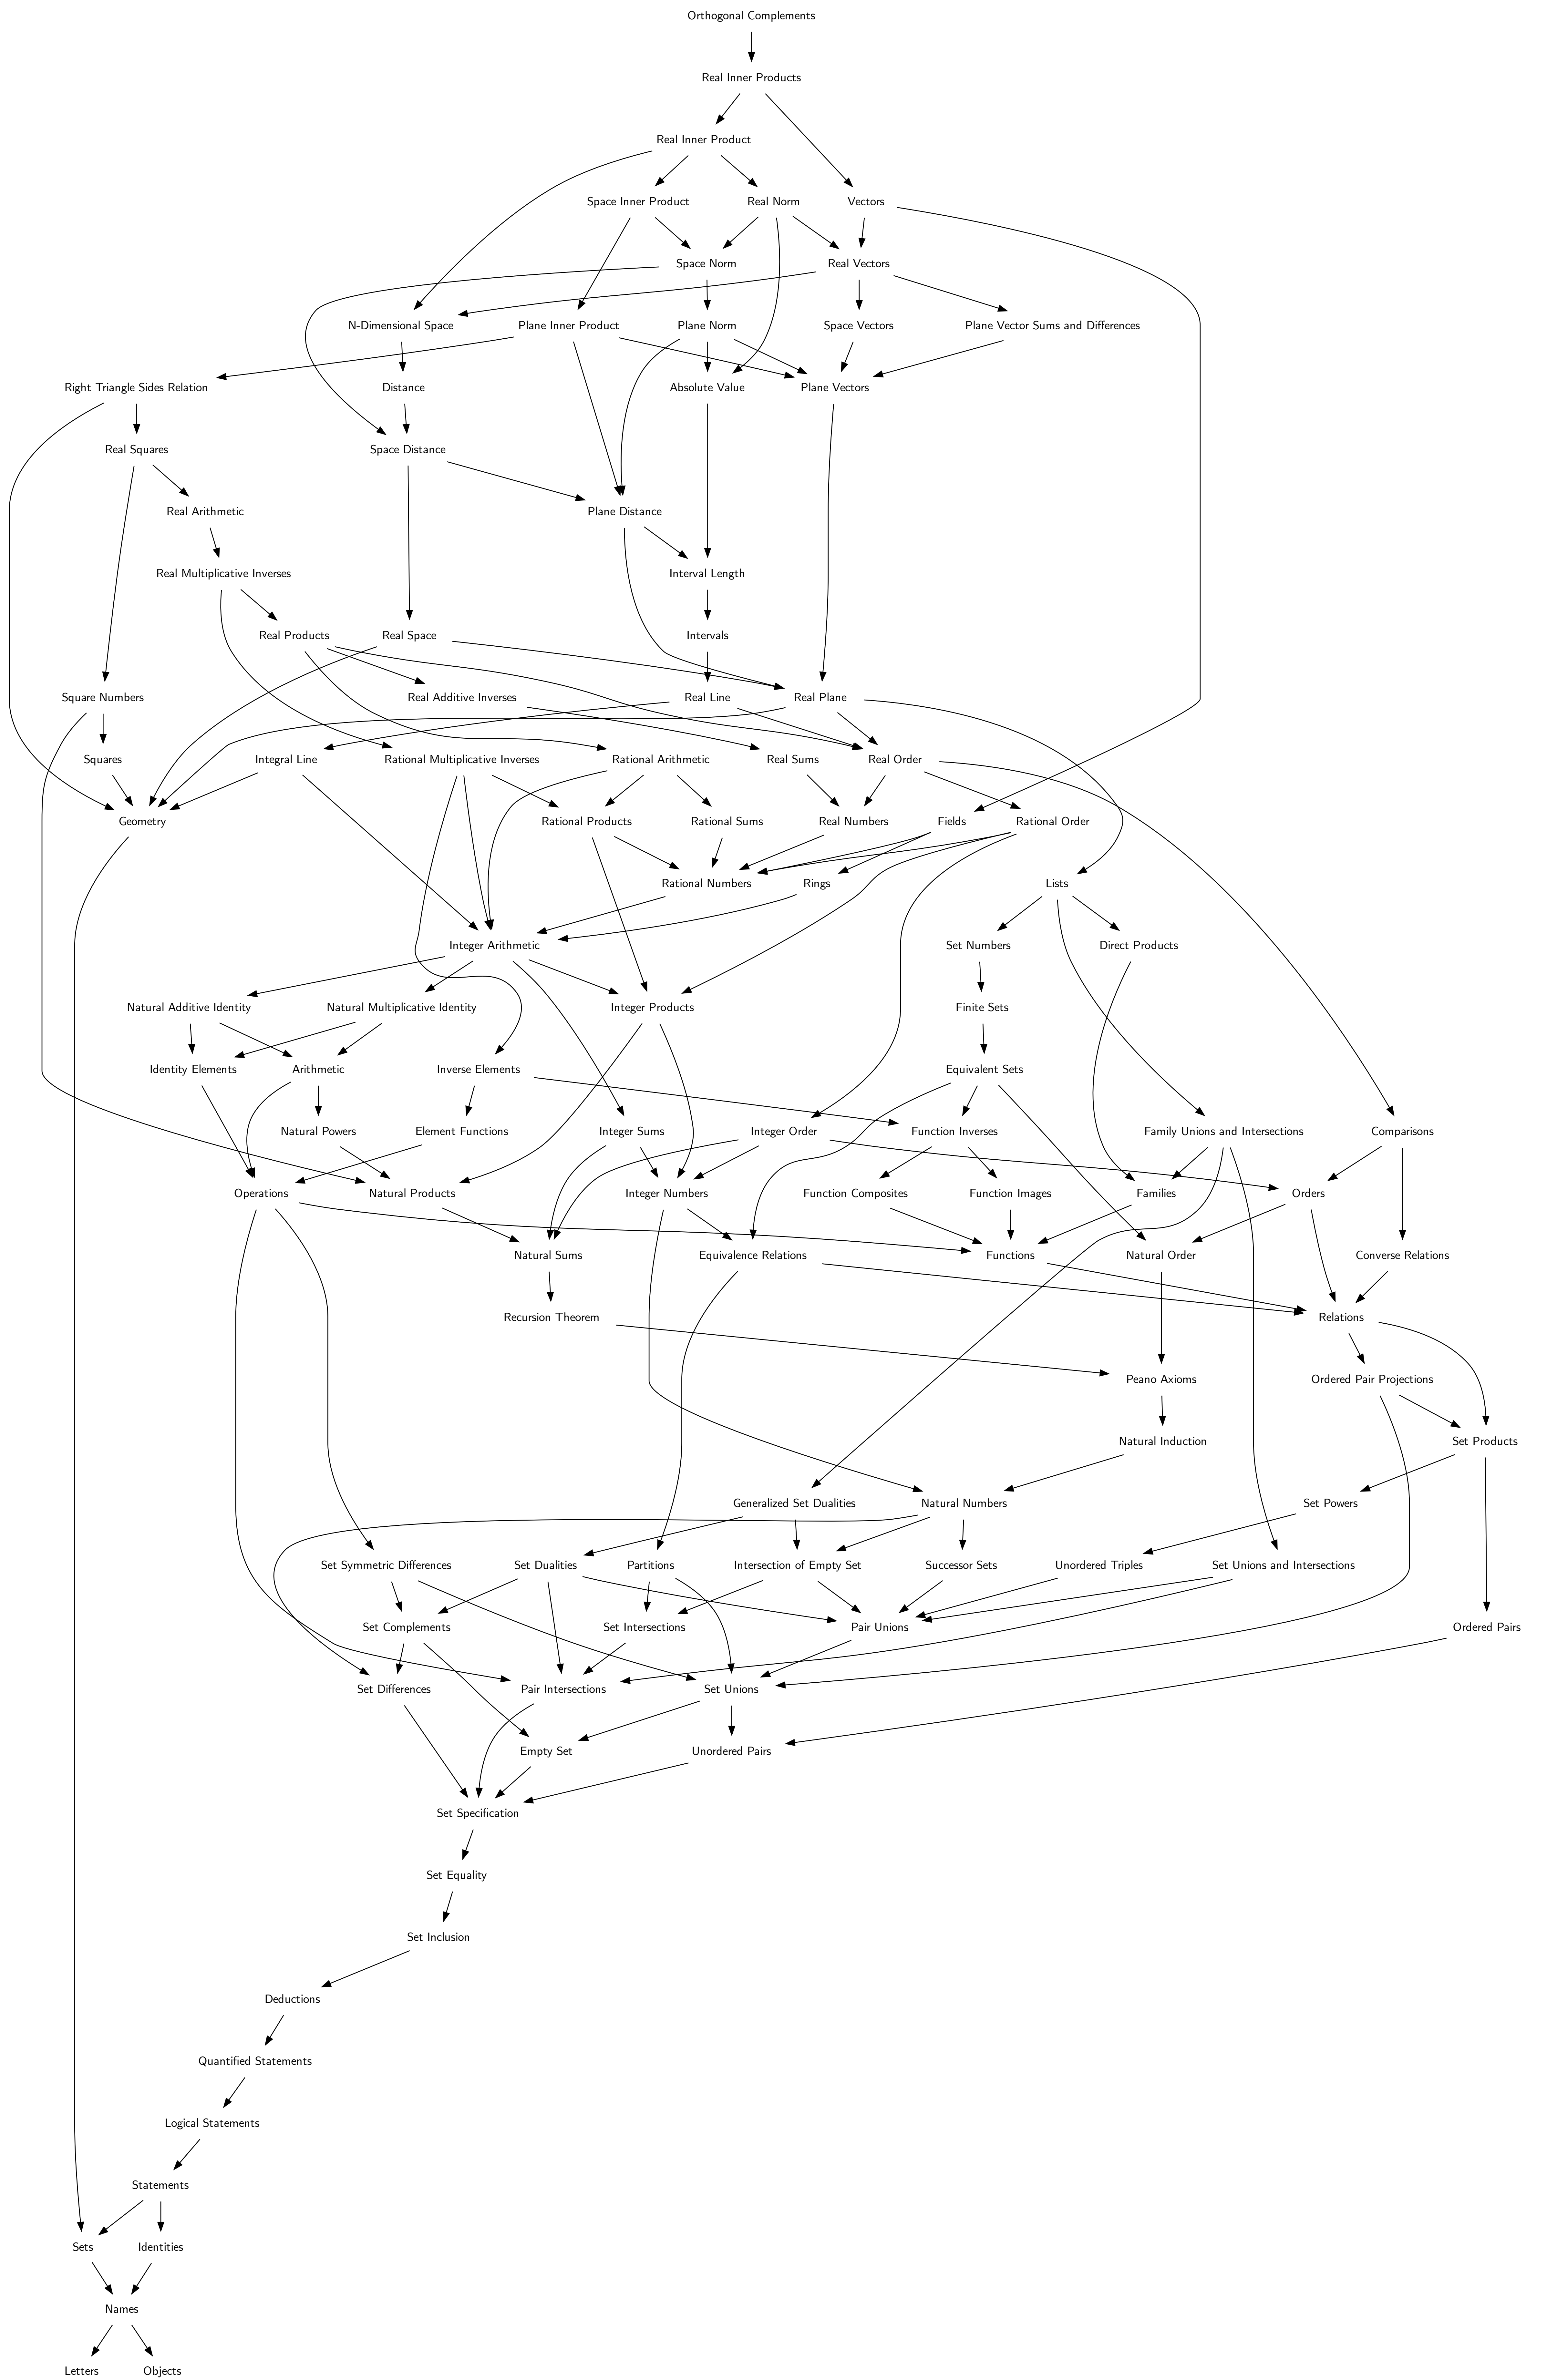 Orthogonal Complements
Real Inner Products
Real Inner Product
Space Inner Product
Real Norm
Vectors
Space Norm
Real Vectors
N-Dimensional Space
Plane Inner Product
Plane Norm
Space Vectors
Plane Vector Sums and Differences
Right Triangle Sides Relation
Distance
Absolute Value
Plane Vectors
Real Squares
Space Distance
Real Arithmetic
Plane Distance
Real Multiplicative Inverses
Interval Length
Real Products
Real Space
Intervals
Square Numbers
Real Additive Inverses
Real Line
Real Plane
Squares
Integral Line
Rational Multiplicative Inverses
Rational Arithmetic
Real Sums
Real Order
Geometry
Rational Products
Rational Sums
Real Numbers
Fields
Rational Order
Rational Numbers
Rings
Lists
Integer Arithmetic
Set Numbers
Direct Products
Natural Additive Identity
Natural Multiplicative Identity
Integer Products
Finite Sets
Identity Elements
Arithmetic
Inverse Elements
Equivalent Sets
Natural Powers
Element Functions
Integer Sums
Integer Order
Function Inverses
Family Unions and Intersections
Comparisons
Operations
Natural Products
Integer Numbers
Function Composites
Function Images
Families
Orders
Natural Sums
Equivalence Relations
Functions
Natural Order
Converse Relations
Recursion Theorem
Relations
Peano Axioms
Ordered Pair Projections
Natural Induction
Set Products
Generalized Set Dualities
Natural Numbers
Set Powers
Set Symmetric Differences
Set Dualities
Partitions
Intersection of Empty Set
Successor Sets
Unordered Triples
Set Unions and Intersections
Set Complements
Set Intersections
Pair Unions
Ordered Pairs
Set Differences
Pair Intersections
Set Unions
Empty Set
Unordered Pairs
Set Specification
Set Equality
Set Inclusion
Deductions
Quantified Statements
Logical Statements
Statements
Sets
Identities
Names
Letters
Objects